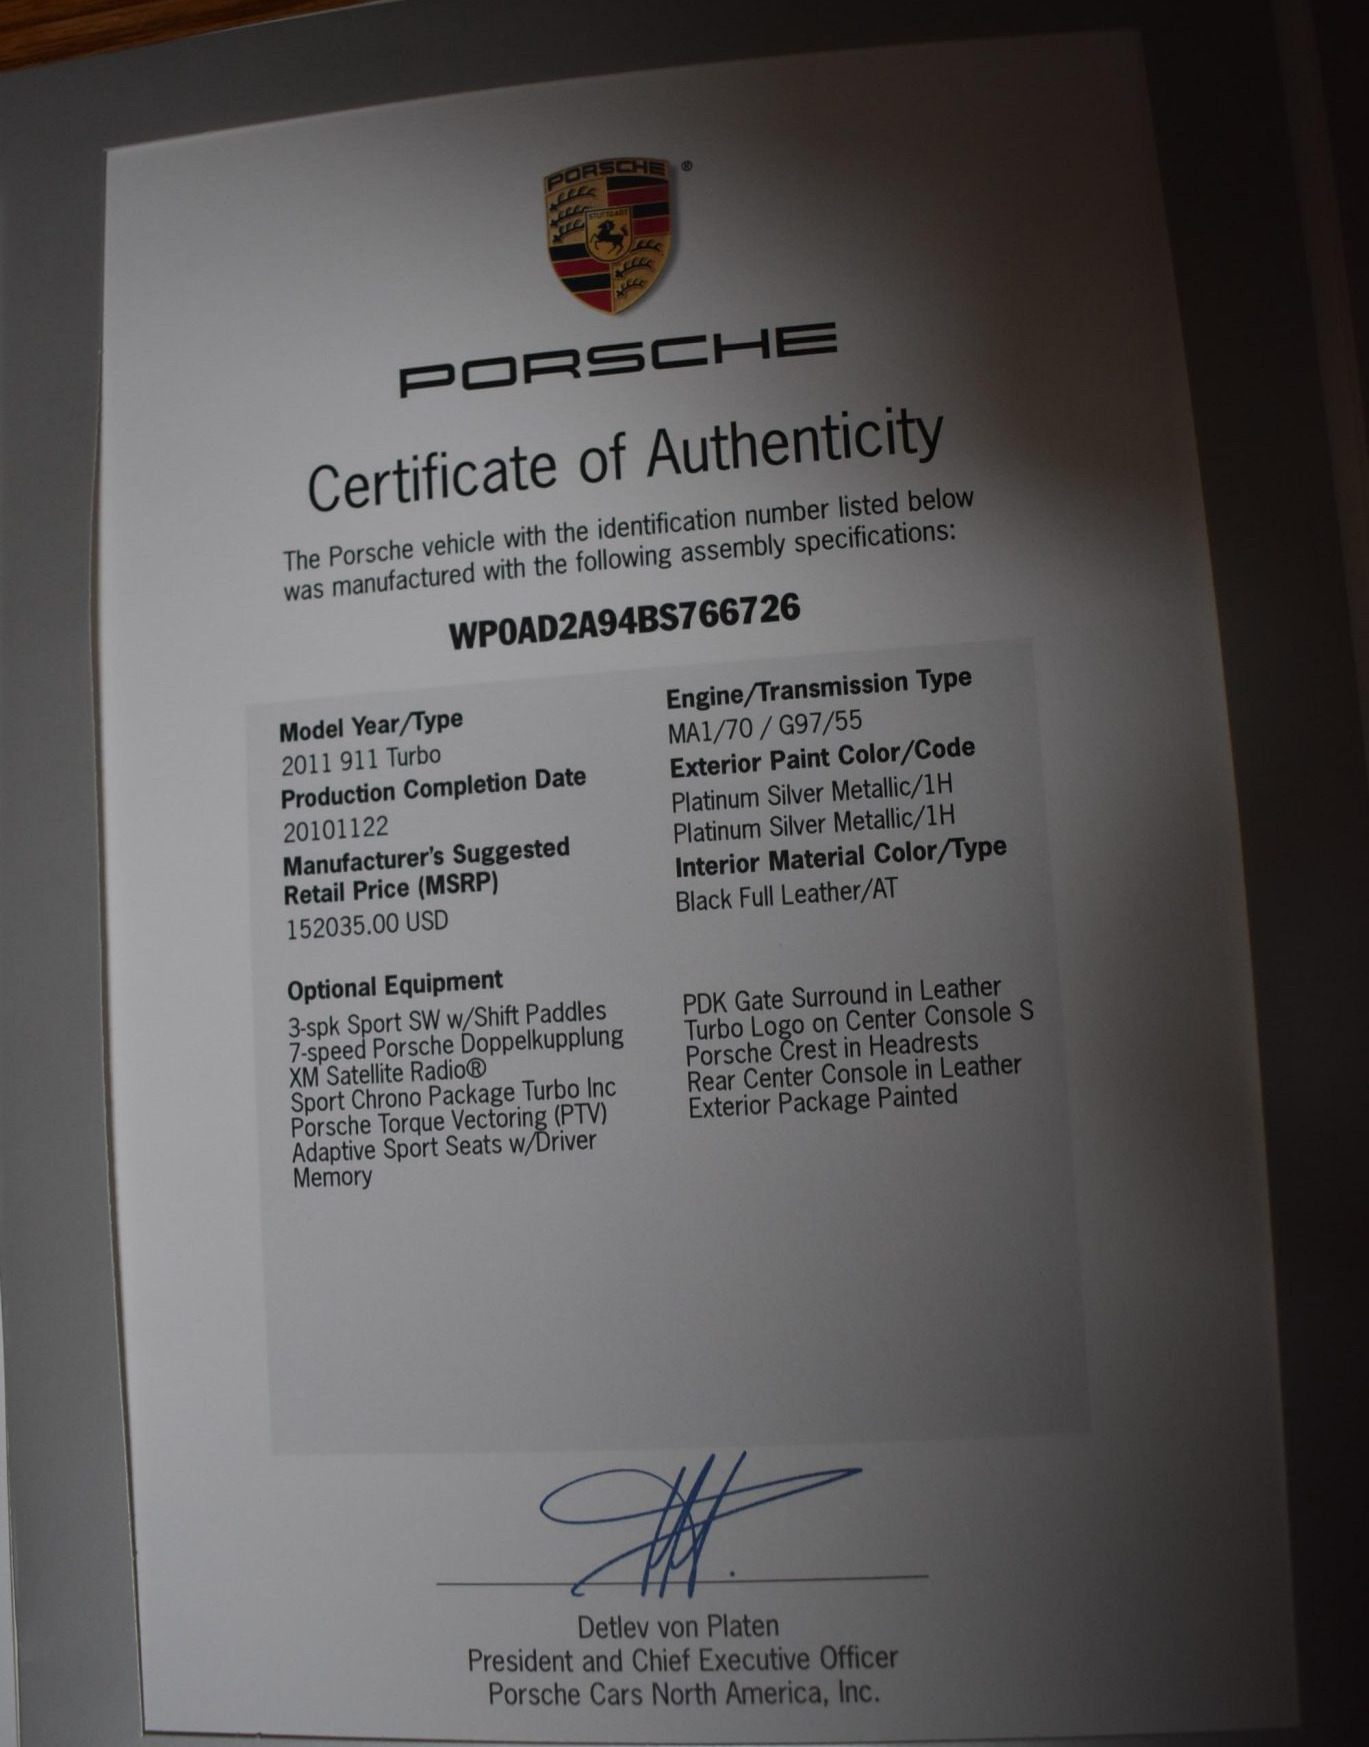 PORSCHE
STUTTGART
®
PORSCHE
Certificate of Authenticity
The Porsche vehicle with the identification number listed below
was manufactured with the following assembly specifications:
WP0AD2A94BS766726
Model Year/Type
2011 911 Turbo
Production Completion Date
20101122
Manufacturer's Suggested
Retail Price (MSRP)
152035.00 USD
Engine/Transmission Type
MA1/70 / G97/55
Exterior Paint Color/Code
Platinum Silver Metallic/1H
Platinum Silver Metallic/1H
Interior Material Color/Type
Black Full Leather/AT
Optional Equipment
3-spk Sport SW w/Shift Paddles
7-speed Porsche Doppelkupplung
XM Satellite Radio®
Sport Chrono Package Turbo Inc
Porsche Torque Vectoring (PTV)
Adaptive Sport Seats w/Driver
Memory
PDK Gate Surround in Leather
Turbo Logo on Center Console S
Porsche Crest in Headrests
Rear Center Console in Leather
Exterior Package Painted
Detlev von Platen
President and Chief Executive Officer
Porsche Cars North America, Inc.